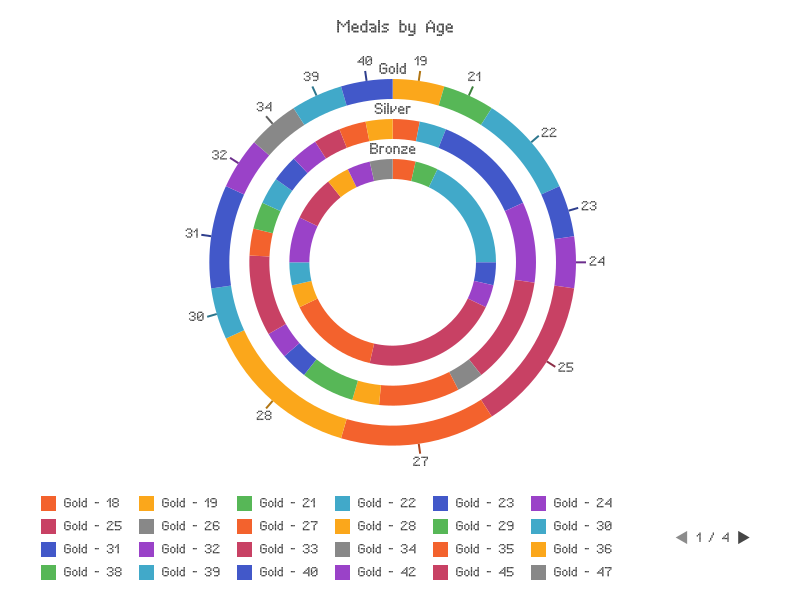 Medals by Age
40 Gold 19
39 21
34 Silver
22
Bronze
32
23
31
24
30
25
28
27
Gold - 18 Gold - 19 Gold - 21 Gold - 22 Gold - 23 Gold - 24
Gold - 25 Gold - 26 Gold - 27 Gold - 28 Gold - 29 Gold - 30
1 / 4
Gold - 31 Gold - 32 Gold - 33 Gold - 34 Gold - 35 Gold - 36
Gold - 38 Gold - 39 Gold - 40 Gold - 42 Gold - 45 Gold - 47